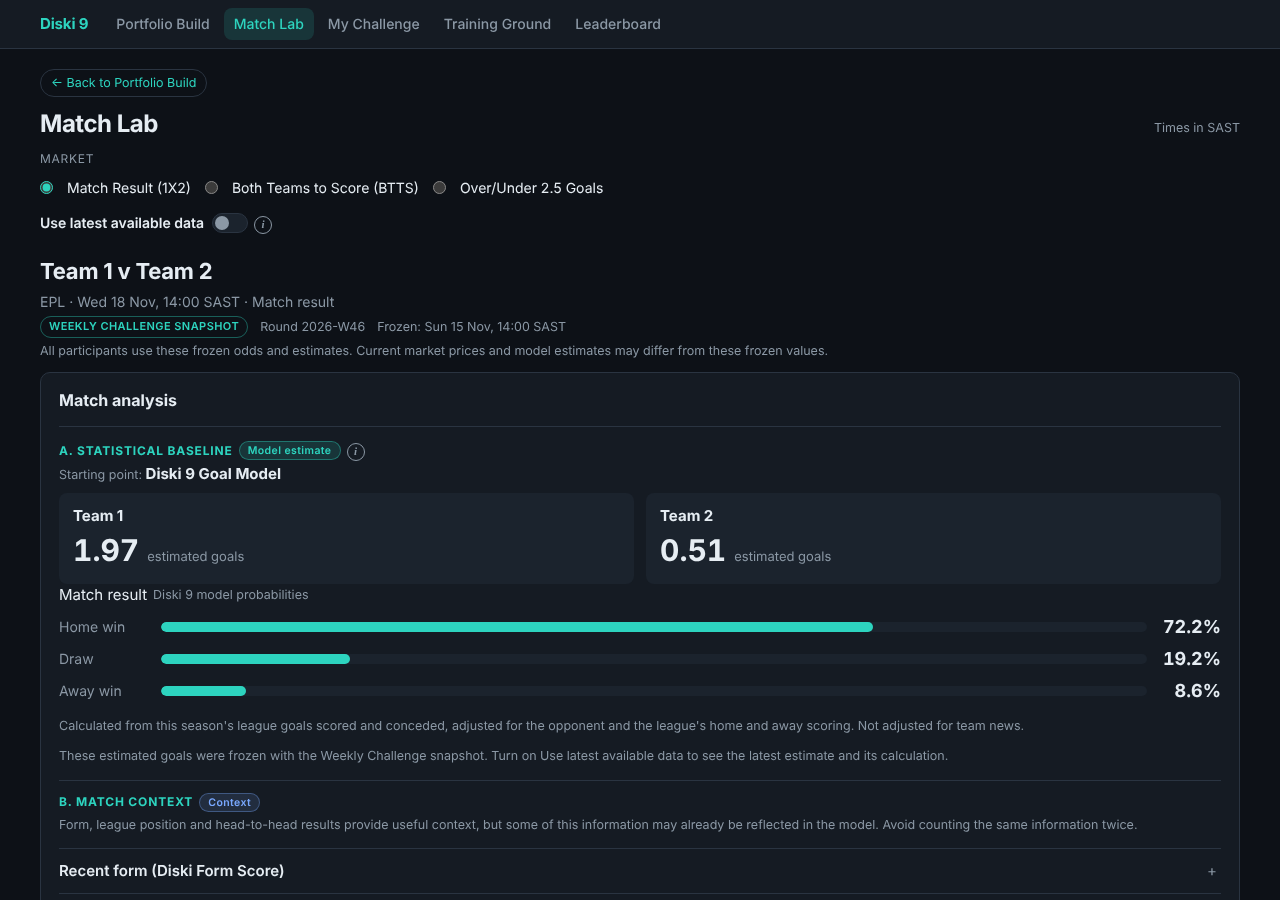 Diski 9 Portfolio Build Match Lab My Challenge Training Ground Leaderboard
← Back to Portfolio Build
Match Lab
Times in SAST
MARKET
Match Result (1X2) Both Teams to Score (BTTS) Over/Under 2.5 Goals
Use latest available data i
Team 1 v Team 2
EPL · Wed 18 Nov, 14:00 SAST · Match result
WEEKLY CHALLENGE SNAPSHOT Round 2026-W46 Frozen: Sun 15 Nov, 14:00 SAST
All participants use these frozen odds and estimates. Current market prices and model estimates may differ from these frozen values.
Match analysis
A. STATISTICAL BASELINE Model estimate i
Starting point: Diski 9 Goal Model
Team 1
1.97 estimated goals
Team 2
0.51 estimated goals
Match result Diski 9 model probabilities
Home win 72.2%
Draw 19.2%
Away win 8.6%
Calculated from this season's league goals scored and conceded, adjusted for the opponent and the league's home and away scoring. Not adjusted for team news.
These estimated goals were frozen with the Weekly Challenge snapshot. Turn on Use latest available data to see the latest estimate and its calculation.
B. MATCH CONTEXT Context
Form, league position and head-to-head results provide useful context, but some of this information may already be reflected in the model. Avoid counting the same information twice.
Recent form (Diski Form Score) +